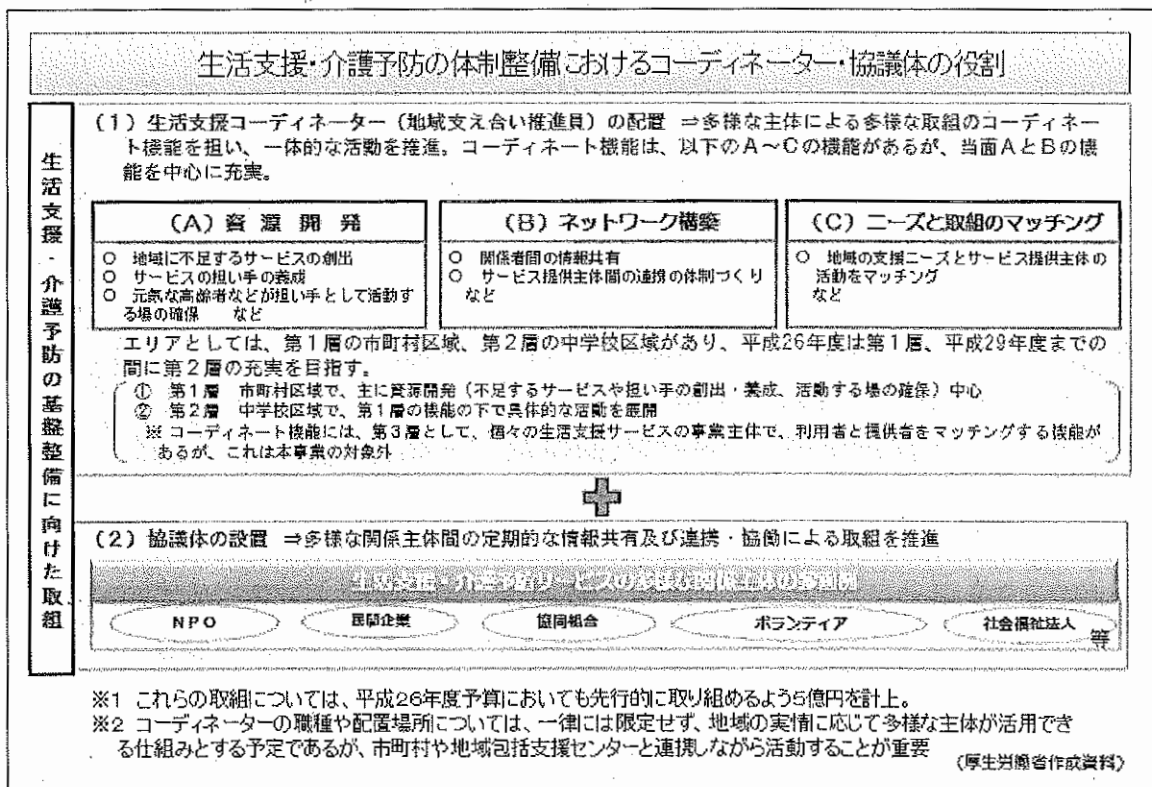 生活支援・介護予防の体制整備におけるコーディネーター・協議体の役割
生活支援・介護予防の基盤整備に向けた取組
(1)生活支援コーディネーター(地域支え合い推進員)の配置 ⇒多様な主体による多様な取組のコーディネー
ト機能を担い、一体的な活動を推進。コーディネート機能は、以下のA~Cの機能があるが、当面AとBの機
能を中心に充実。
(A)資源開発
○ 地域に不足するサービスの創出
○ サービスの担い手の養成
○ 元気な高齢者などが担い手として活動す
る場の確保 など
(B)ネットワーク構築
○ 関係者間の情報共有
○ サービス提供主体間の連携の体制づくり
など
(C)ニーズと取組のマッチング
○ 地域の支援ニーズとサービス提供主体の
活動をマッチング
など
エリアとしては、第1層の市町村区域、第2層の中学校区域があり、平成26年度は第1層、平成29年度までの
間に第2層の充実を目指す。
① 第1層 市町村区域で、主に資源開発(不足するサービスや担い手の創出・養成、活動する場の確保)中心
② 第2層 中学校区域で、第1層の機能の下で具体的な活動を展開
※ コーディネート機能には、第3層として、個々の生活支援サービスの事業主体で、利用者と提供者をマッチングする機能が
あるが、これは本事業の対象外
(2)協議体の設置 ⇒多様な関係主体間の定期的な情報共有及び連携・協働による取組を推進
生活支援・介護予防サービスの多様な関係主体の参画例
NPO
民間企業
協同組合
ボランティア
社会福祉法人
等
※1 これらの取組については、平成26年度予算においても先行的に取り組めるよう5億円を計上。
※2 コーディネーターの職種や配置場所については、一律には限定せず、地域の実情に応じて多様な主体が活用でき
る仕組みとする予定であるが、市町村や地域包括支援センターと連携しながら活動することが重要
(厚生労働省作成資料)